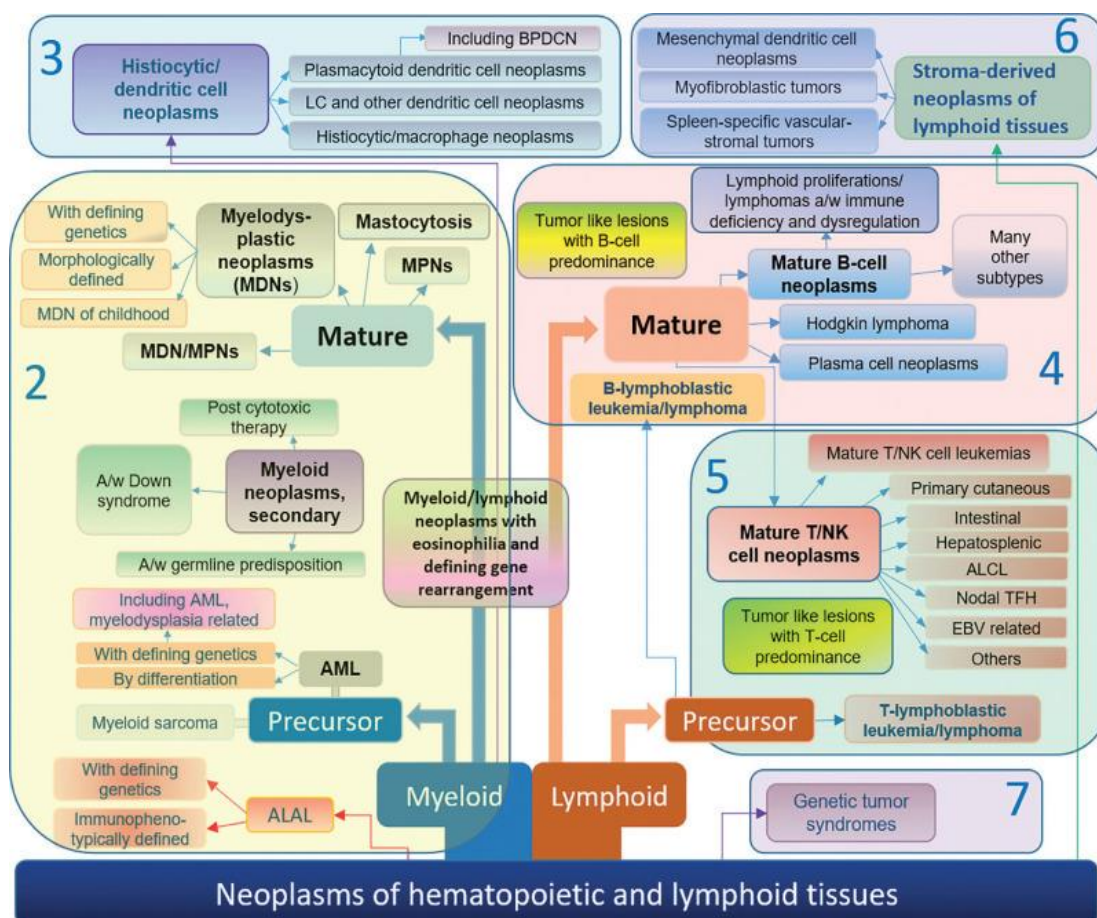 3
Histiocytic/
dendritic cell
neoplasms
Including BPDCN
Plasmacytoid dendritic cell neoplasms
LC and other dendritic cell neoplasms
Histiocytic/macrophage neoplasms
6
Mesenchymal dendritic cell
neoplasms
Myofibroblastic tumors
Spleen-specific vascular-
stromal tumors
Stroma-derived
neoplasms of
lymphoid tissues
2
With defining
genetics
Morphologically
defined
MDN of childhood
Myelodys-
plastic
neoplasms
(MDNs)
Mastocytosis
MPNs
Mature
MDN/MPNs
Post cytotoxic
therapy
A/w Down
syndrome
Myeloid
neoplasms,
secondary
A/w germline predisposition
Including AML,
myelodysplasia related
With defining genetics
By differentiation
AML
Myeloid sarcoma
Precursor
With defining
genetics
Immunopheno-
typically defined
ALAL
Myeloid
Myeloid/lymphoid
neoplasms with
eosinophilia and
defining gene
rearrangement
4
Tumor like lesions
with B-cell
predominance
Lymphoid proliferations/
lymphomas a/w immune
deficiency and dysregulation
Mature B-cell
neoplasms
Many
other
subtypes
Mature
Hodgkin lymphoma
Plasma cell neoplasms
B-lymphoblastic
leukemia/lymphoma
5
Mature T/NK cell leukemias
Primary cutaneous
Intestinal
Hepatosplenic
ALCL
Nodal TFH
EBV related
Others
Mature T/NK
cell neoplasms
Tumor like lesions
with T-cell
predominance
Precursor
T-lymphoblastic
leukemia/lymphoma
Lymphoid
Genetic tumor
syndromes
7
Neoplasms of hematopoietic and lymphoid tissues